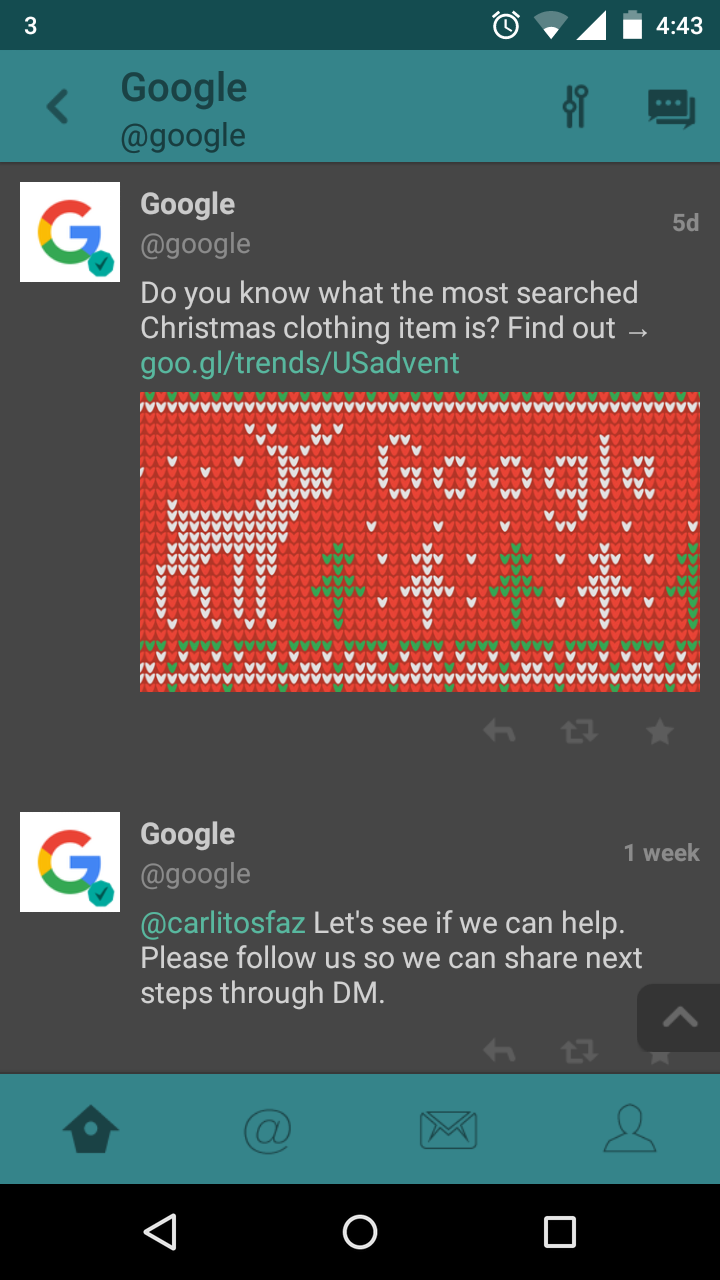 3
4:43
Google
@google
Google
5d
@google
Do you know what the most searched
Christmas clothing item is? Find out →
goo.gl/trends/USadvent
Google
Google
1 week
@google
@carlitosfaz Let's see if we can help.
Please follow us so we can share next
steps through DM.